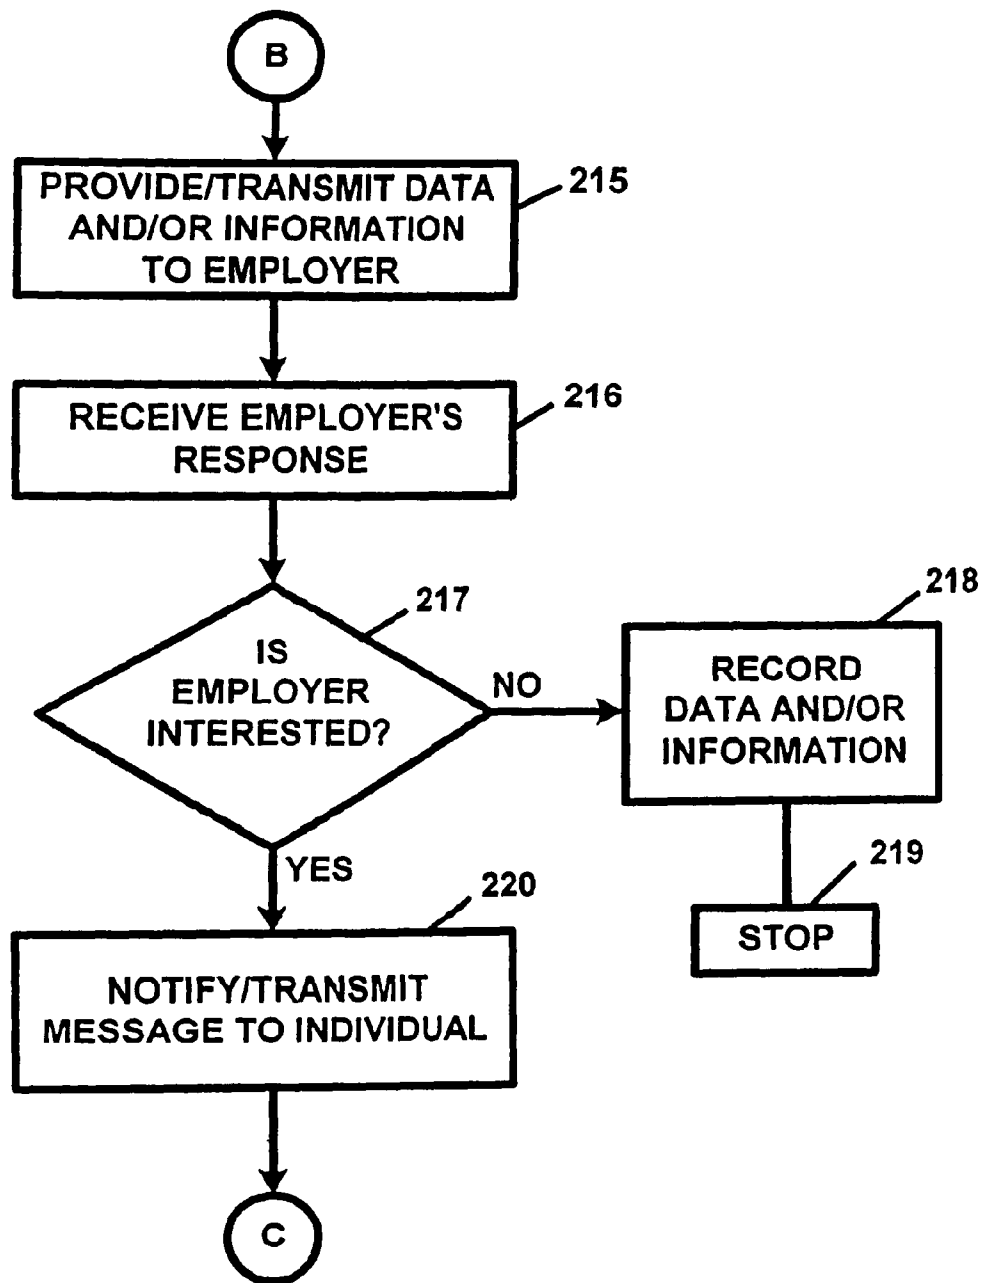 B
PROVIDE/TRANSMIT DATA
AND/OR INFORMATION
TO EMPLOYER
215
RECEIVE EMPLOYER'S
RESPONSE
216
IS
EMPLOYER
INTERESTED?
217
NO
RECORD
DATA AND/OR
INFORMATION
218
STOP
219
YES
NOTIFY/TRANSMIT
MESSAGE TO INDIVIDUAL
220
C